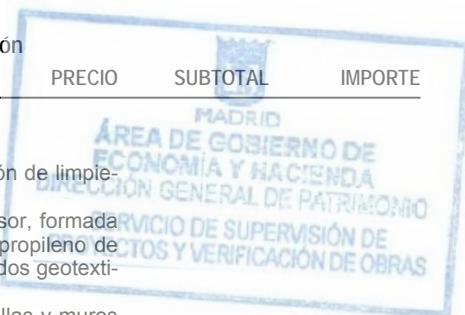 ón
PRECIO SUBTOTAL IMPORTE
MADRID
ÁREA DE GOBIERNO DE
ECONOMÍA Y HACIENDA
ón de limpie-
DIRECCIÓN GENERAL DE PATRIMONIO
sor, formada
SERVICIO DE SUPERVISIÓN DE
propileno de
PROYECTOS Y VERIFICACIÓN DE OBRAS
dos geotexti-
llas y muros